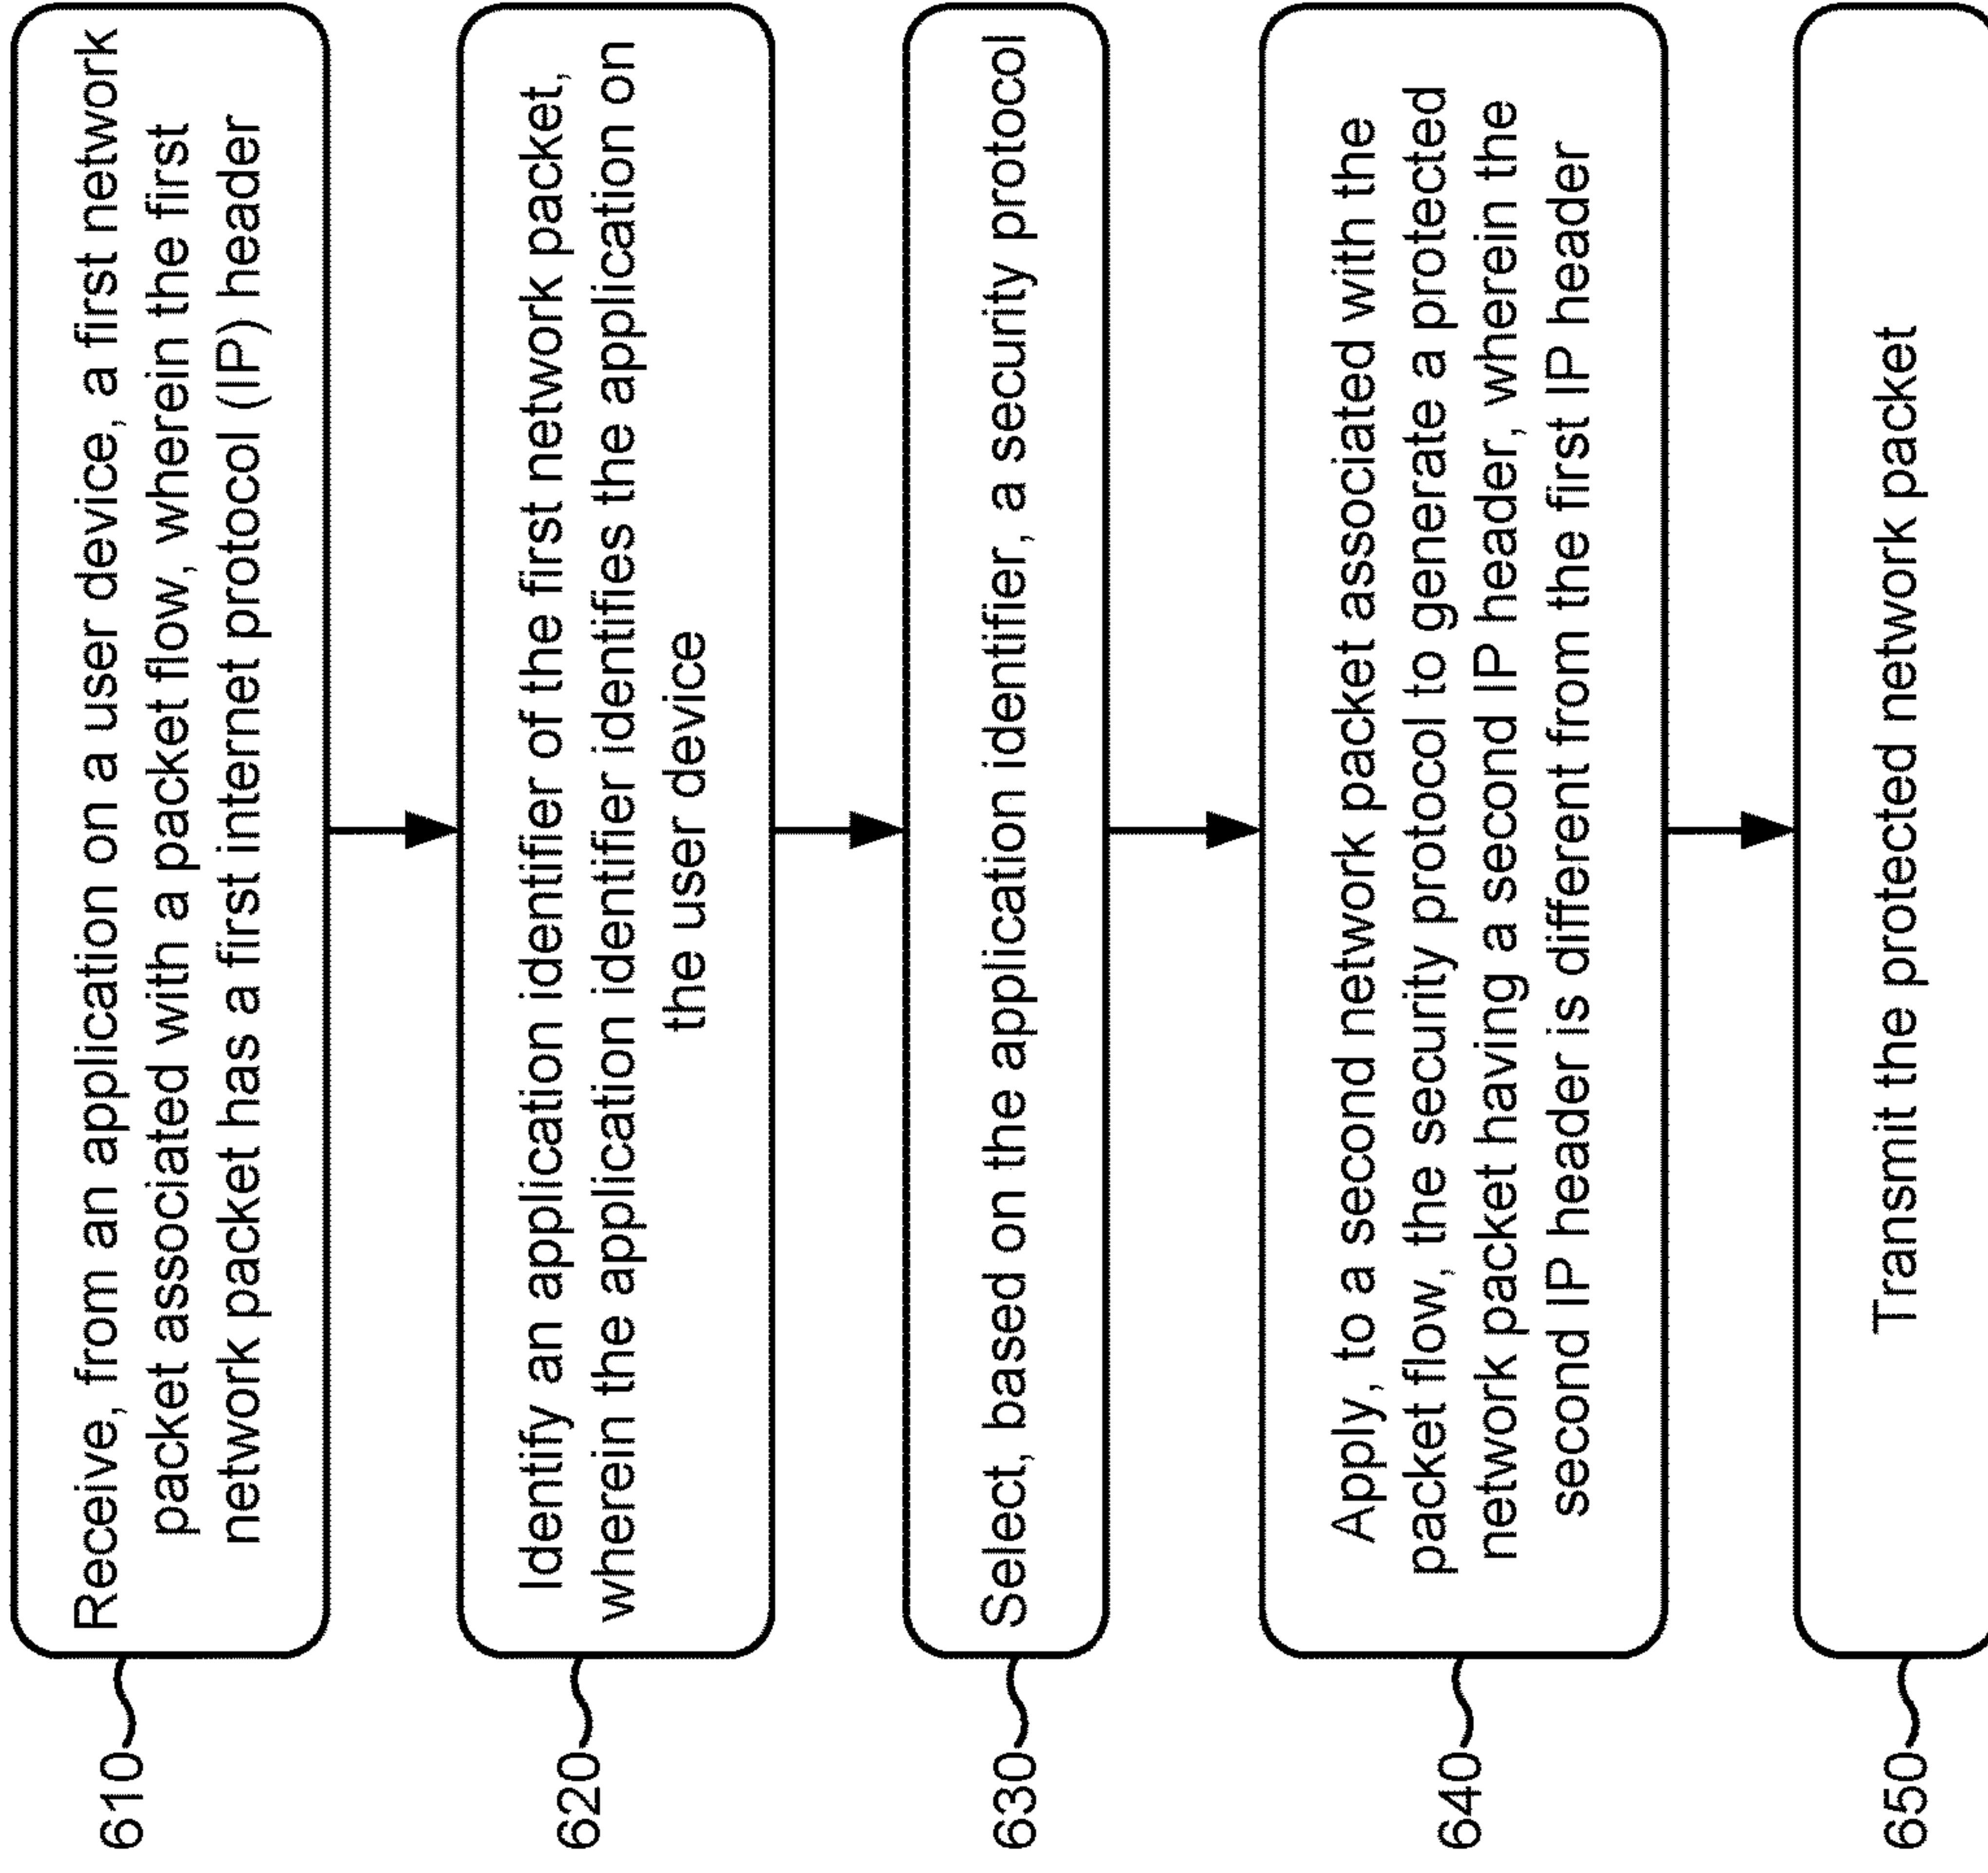 610
Receive, from an application on a user device, a first network
packet associated with a packet flow, wherein the first
network packet has a first internet protocol (IP) header
620
Identify an application identifier of the first network packet,
wherein the application identifier identifies the application on
the user device
630
Select, based on the application identifier, a security protocol
640
Apply, to a second network packet associated with the
packet flow, the security protocol to generate a protected
network packet having a second IP header, wherein the
second IP header is different from the first IP header
650
Transmit the protected network packet